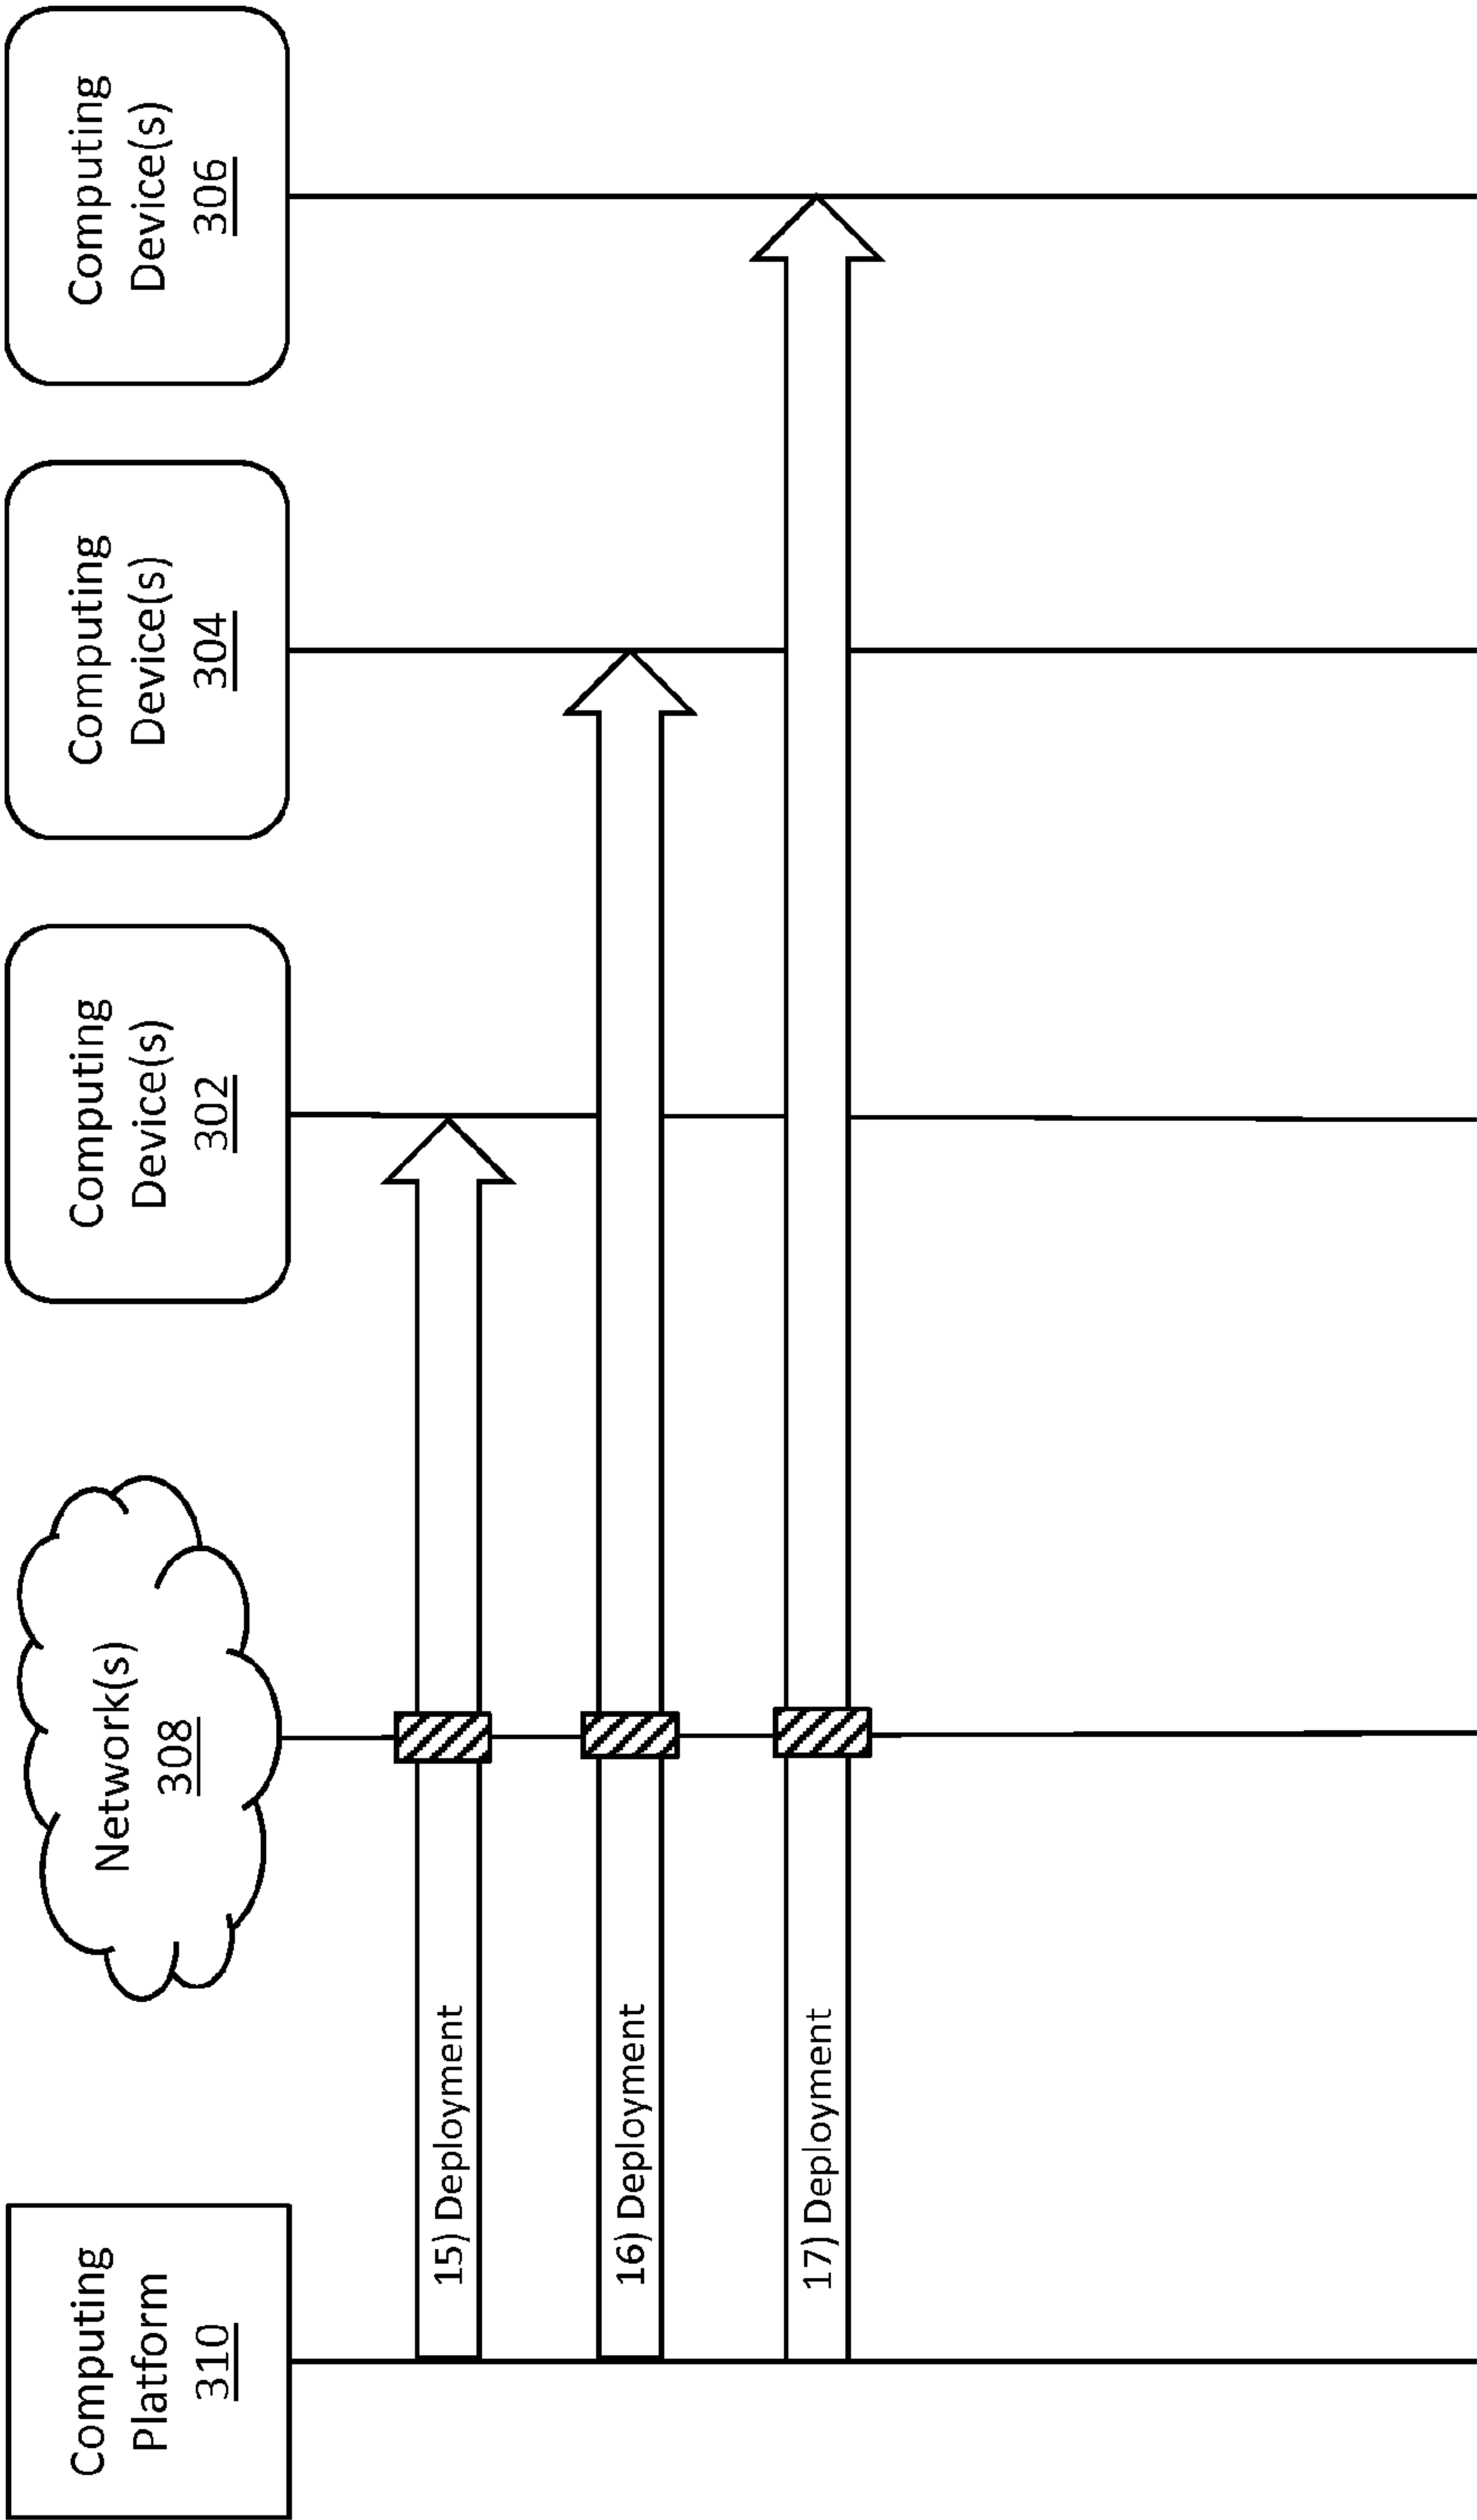 Computing
Platform
310
Network(s)
308
Computing
Device(s)
302
Computing
Device(s)
304
Computing
Device(s)
306
15) Deployment
16) Deployment
17) Deployment